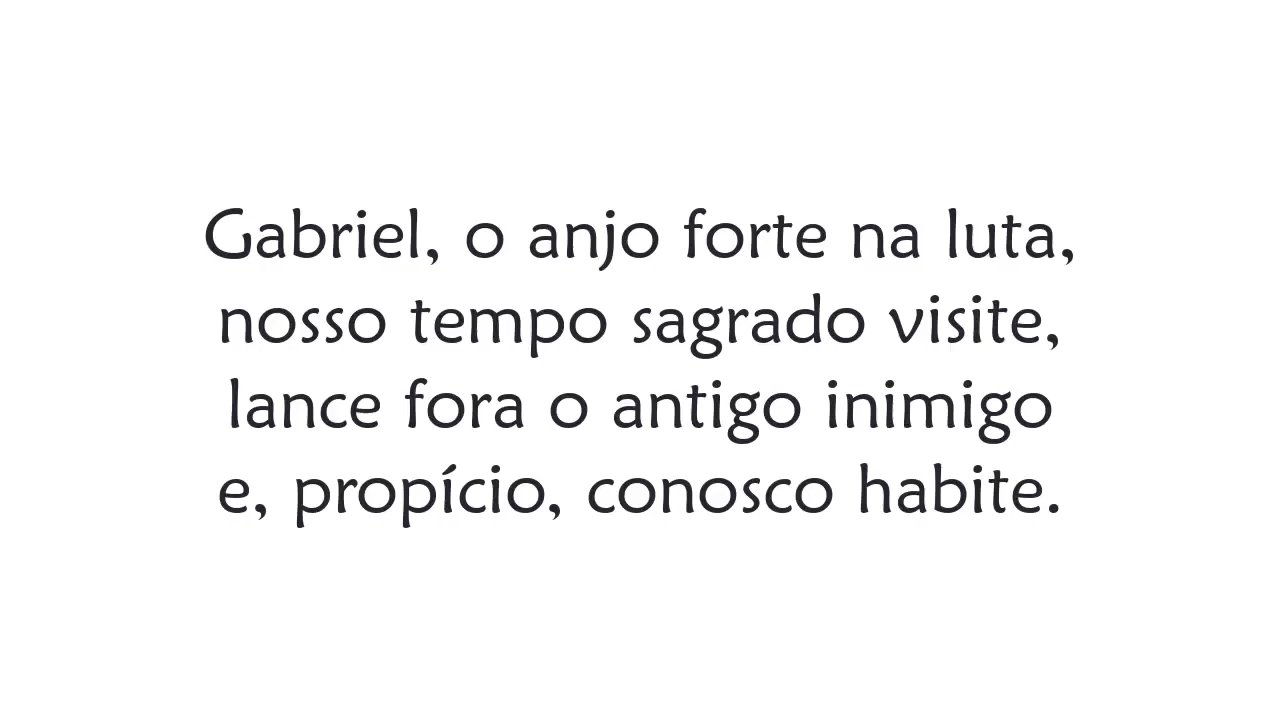 Gabriel, o anjo forte na luta,
nosso tempo sagrado visite,
lance fora o antigo inimigo
e, propício, conosco habite.